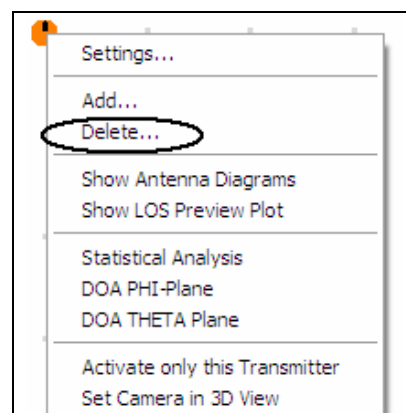 Settings...
Add...
Delete...
Show Antenna Diagrams
Show LOS Preview Plot
Statistical Analysis
DOA PHI-Plane
DOA THETA Plane
Activate only this Transmitter
Set Camera in 3D View